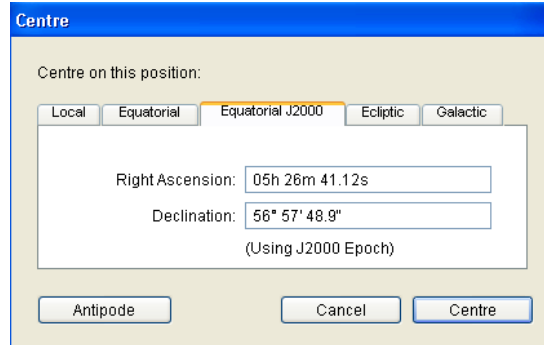 Centre
Centre on this position:
Local Equatorial Equatorial J2000 Ecliptic Galactic
Right Ascension: 05h 26m 41.12s
Declination: 56° 57' 48.9"
(Using J2000 Epoch)
Antipode Cancel Centre